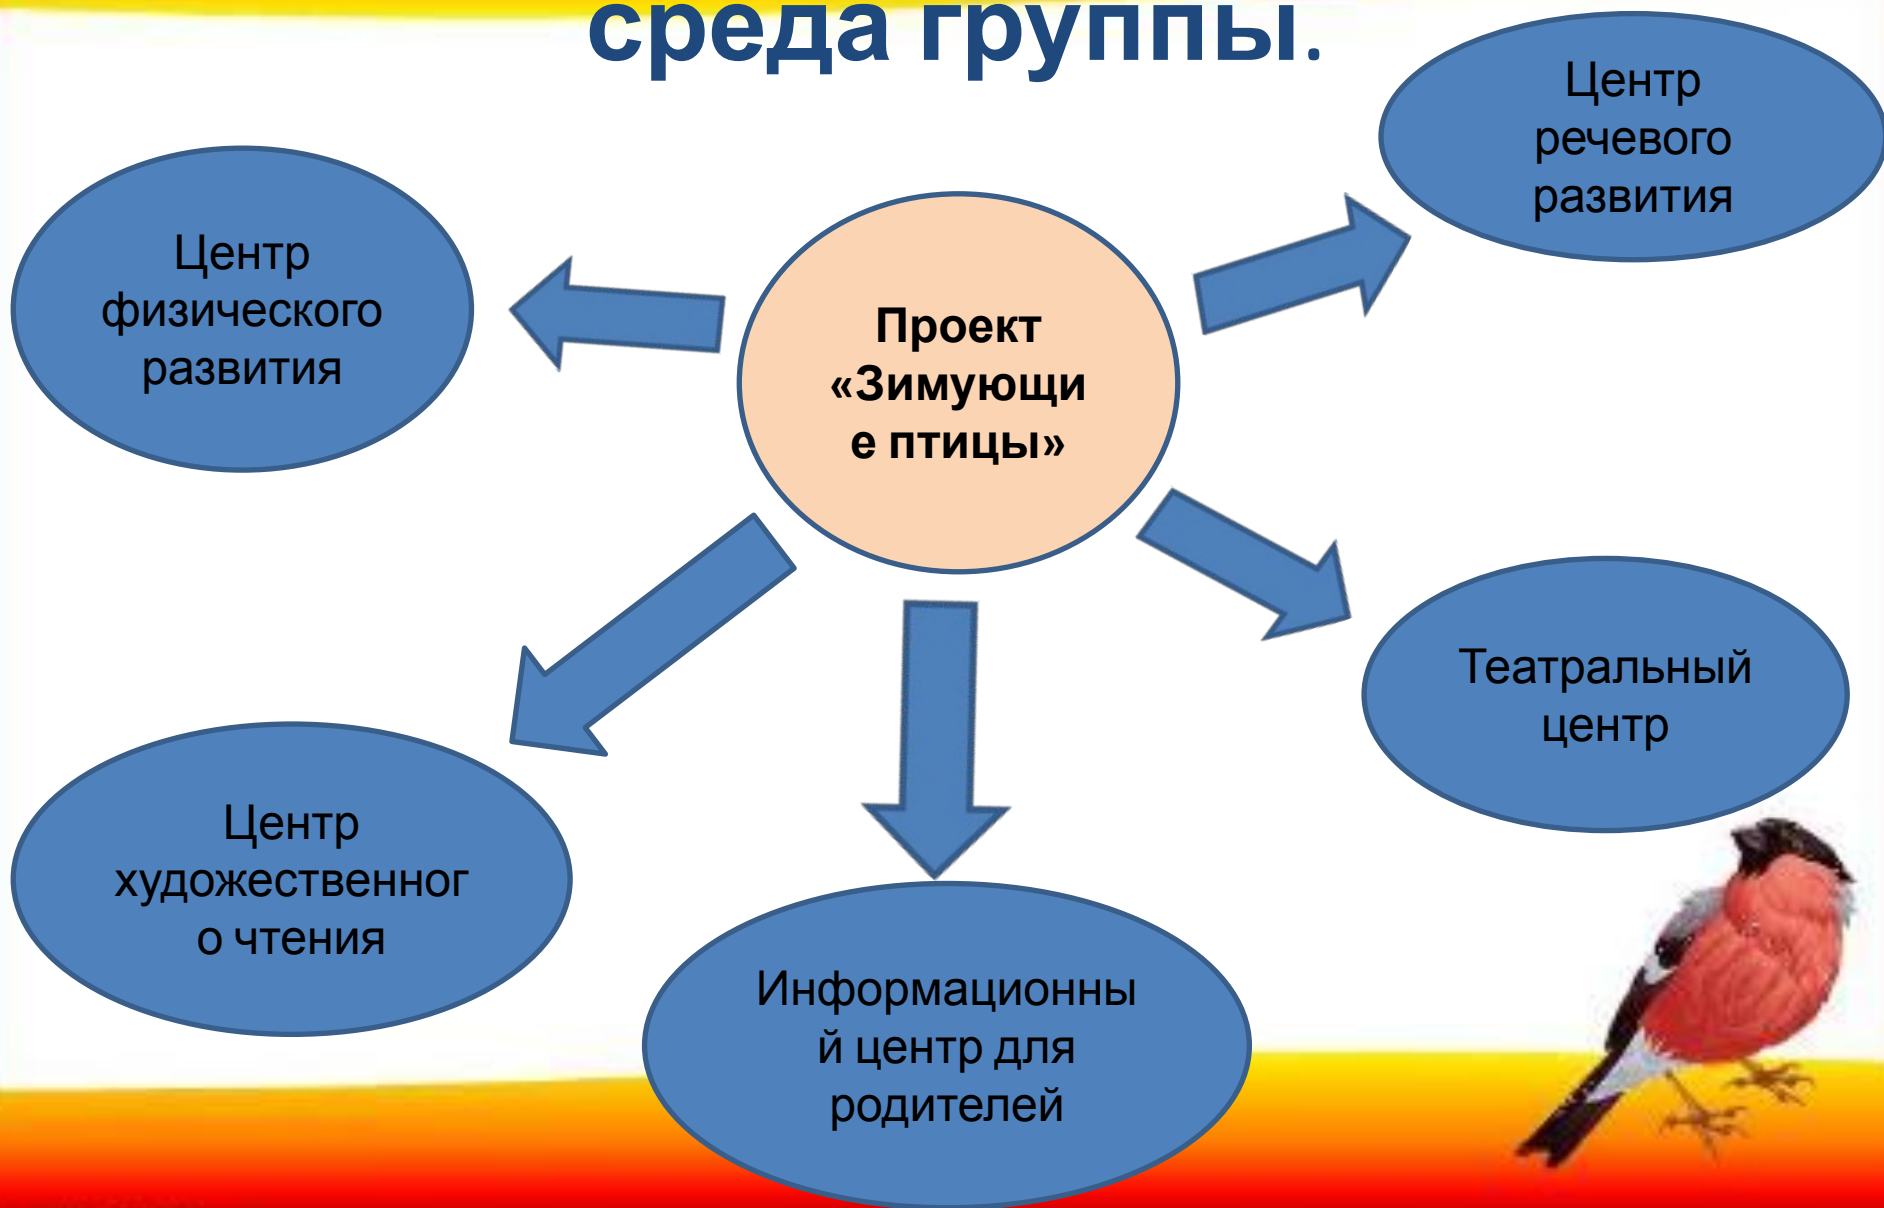 среда группы.
Центр
речевого
развития
Центр
физического
развития
Проект
«Зимующи
е птицы»
Театральный
центр
Центр
художественног
о чтения
Информационны
й центр для
родителей